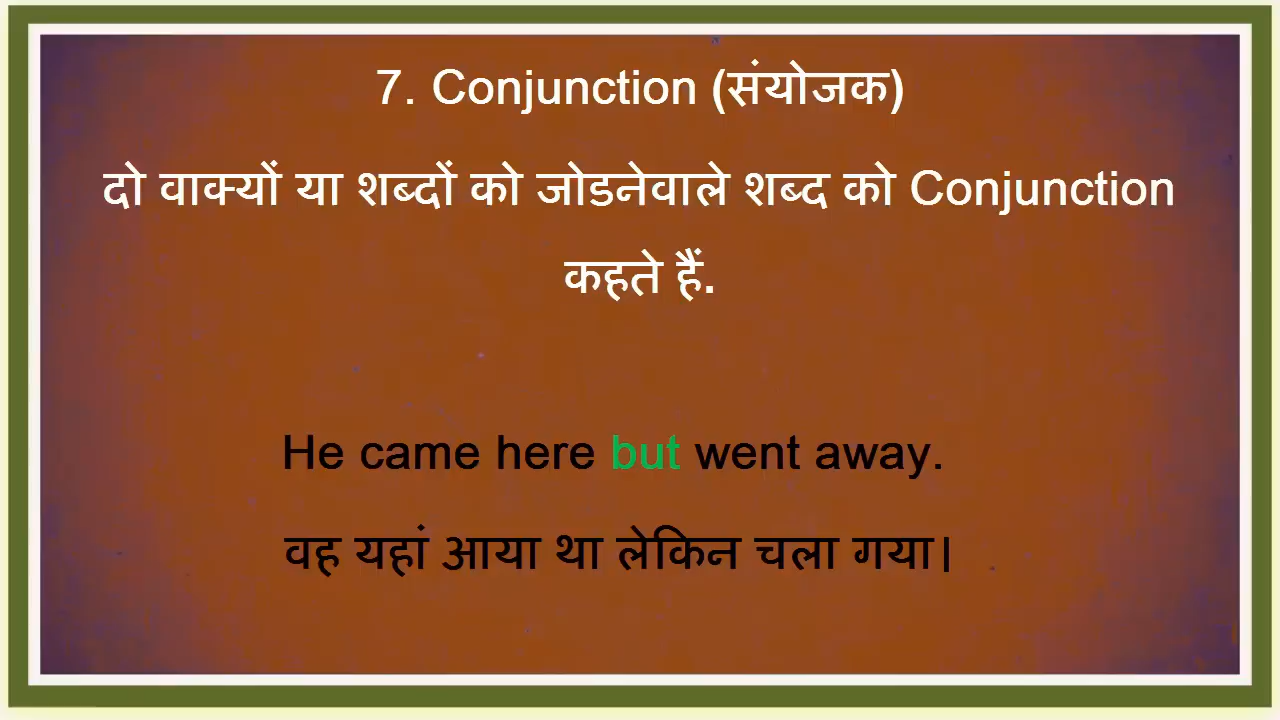 7. Conjunction (संयोजक)
दो वाक्यों या शब्दों को जोडनेवाले शब्द को Conjunction
कहते हैं.
He came here but went away.
वह यहां आया था लेकिन चला गया।